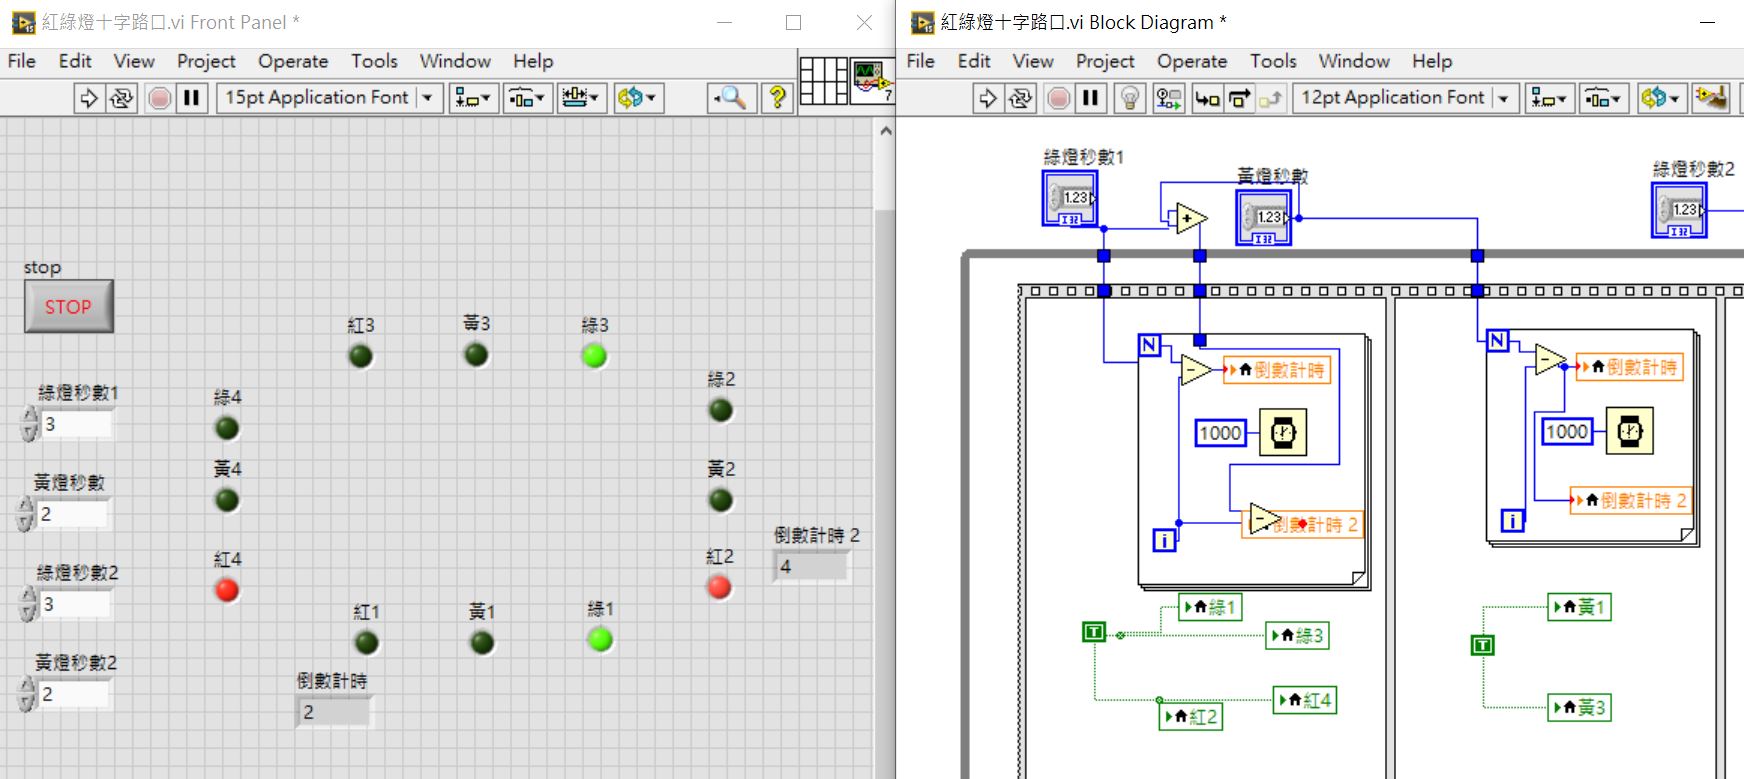 紅綠燈十字路口.vi Front Panel *
File Edit View Project Operate Tools Window Help
15pt Application Font
7
stop
STOP
紅3
黃3
綠3
綠2
綠燈秒數1
3
綠4
黃燈秒數
2
黃4
黃2
綠燈秒數2
3
紅4
紅2
倒數計時 2
4
黃燈秒數2
2
紅1
黃1
綠1
倒數計時
2
紅綠燈十字路口.vi Block Diagram *
File Edit View Project Operate Tools Window Help
12pt Application Font
綠燈秒數1
1.23
I32
黃燈秒數
1.23
I32
綠燈秒數2
1.23
I32
N
倒數計時
1000
倒數計時 2
i
綠1
T
綠3
紅4
紅2
N
倒數計時
1000
倒數計時 2
i
黃1
T
黃3